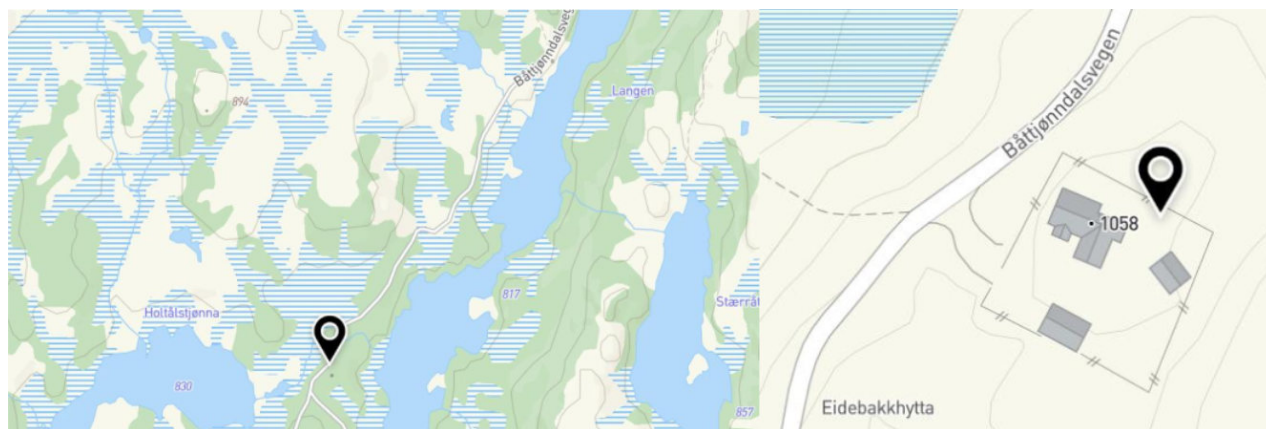 Båttjønndalsvegen
Langen
894
817
Holtålstjønna
Stærråt
830
857
Båttjønndalsvegen
1058
Eidebakkhytta